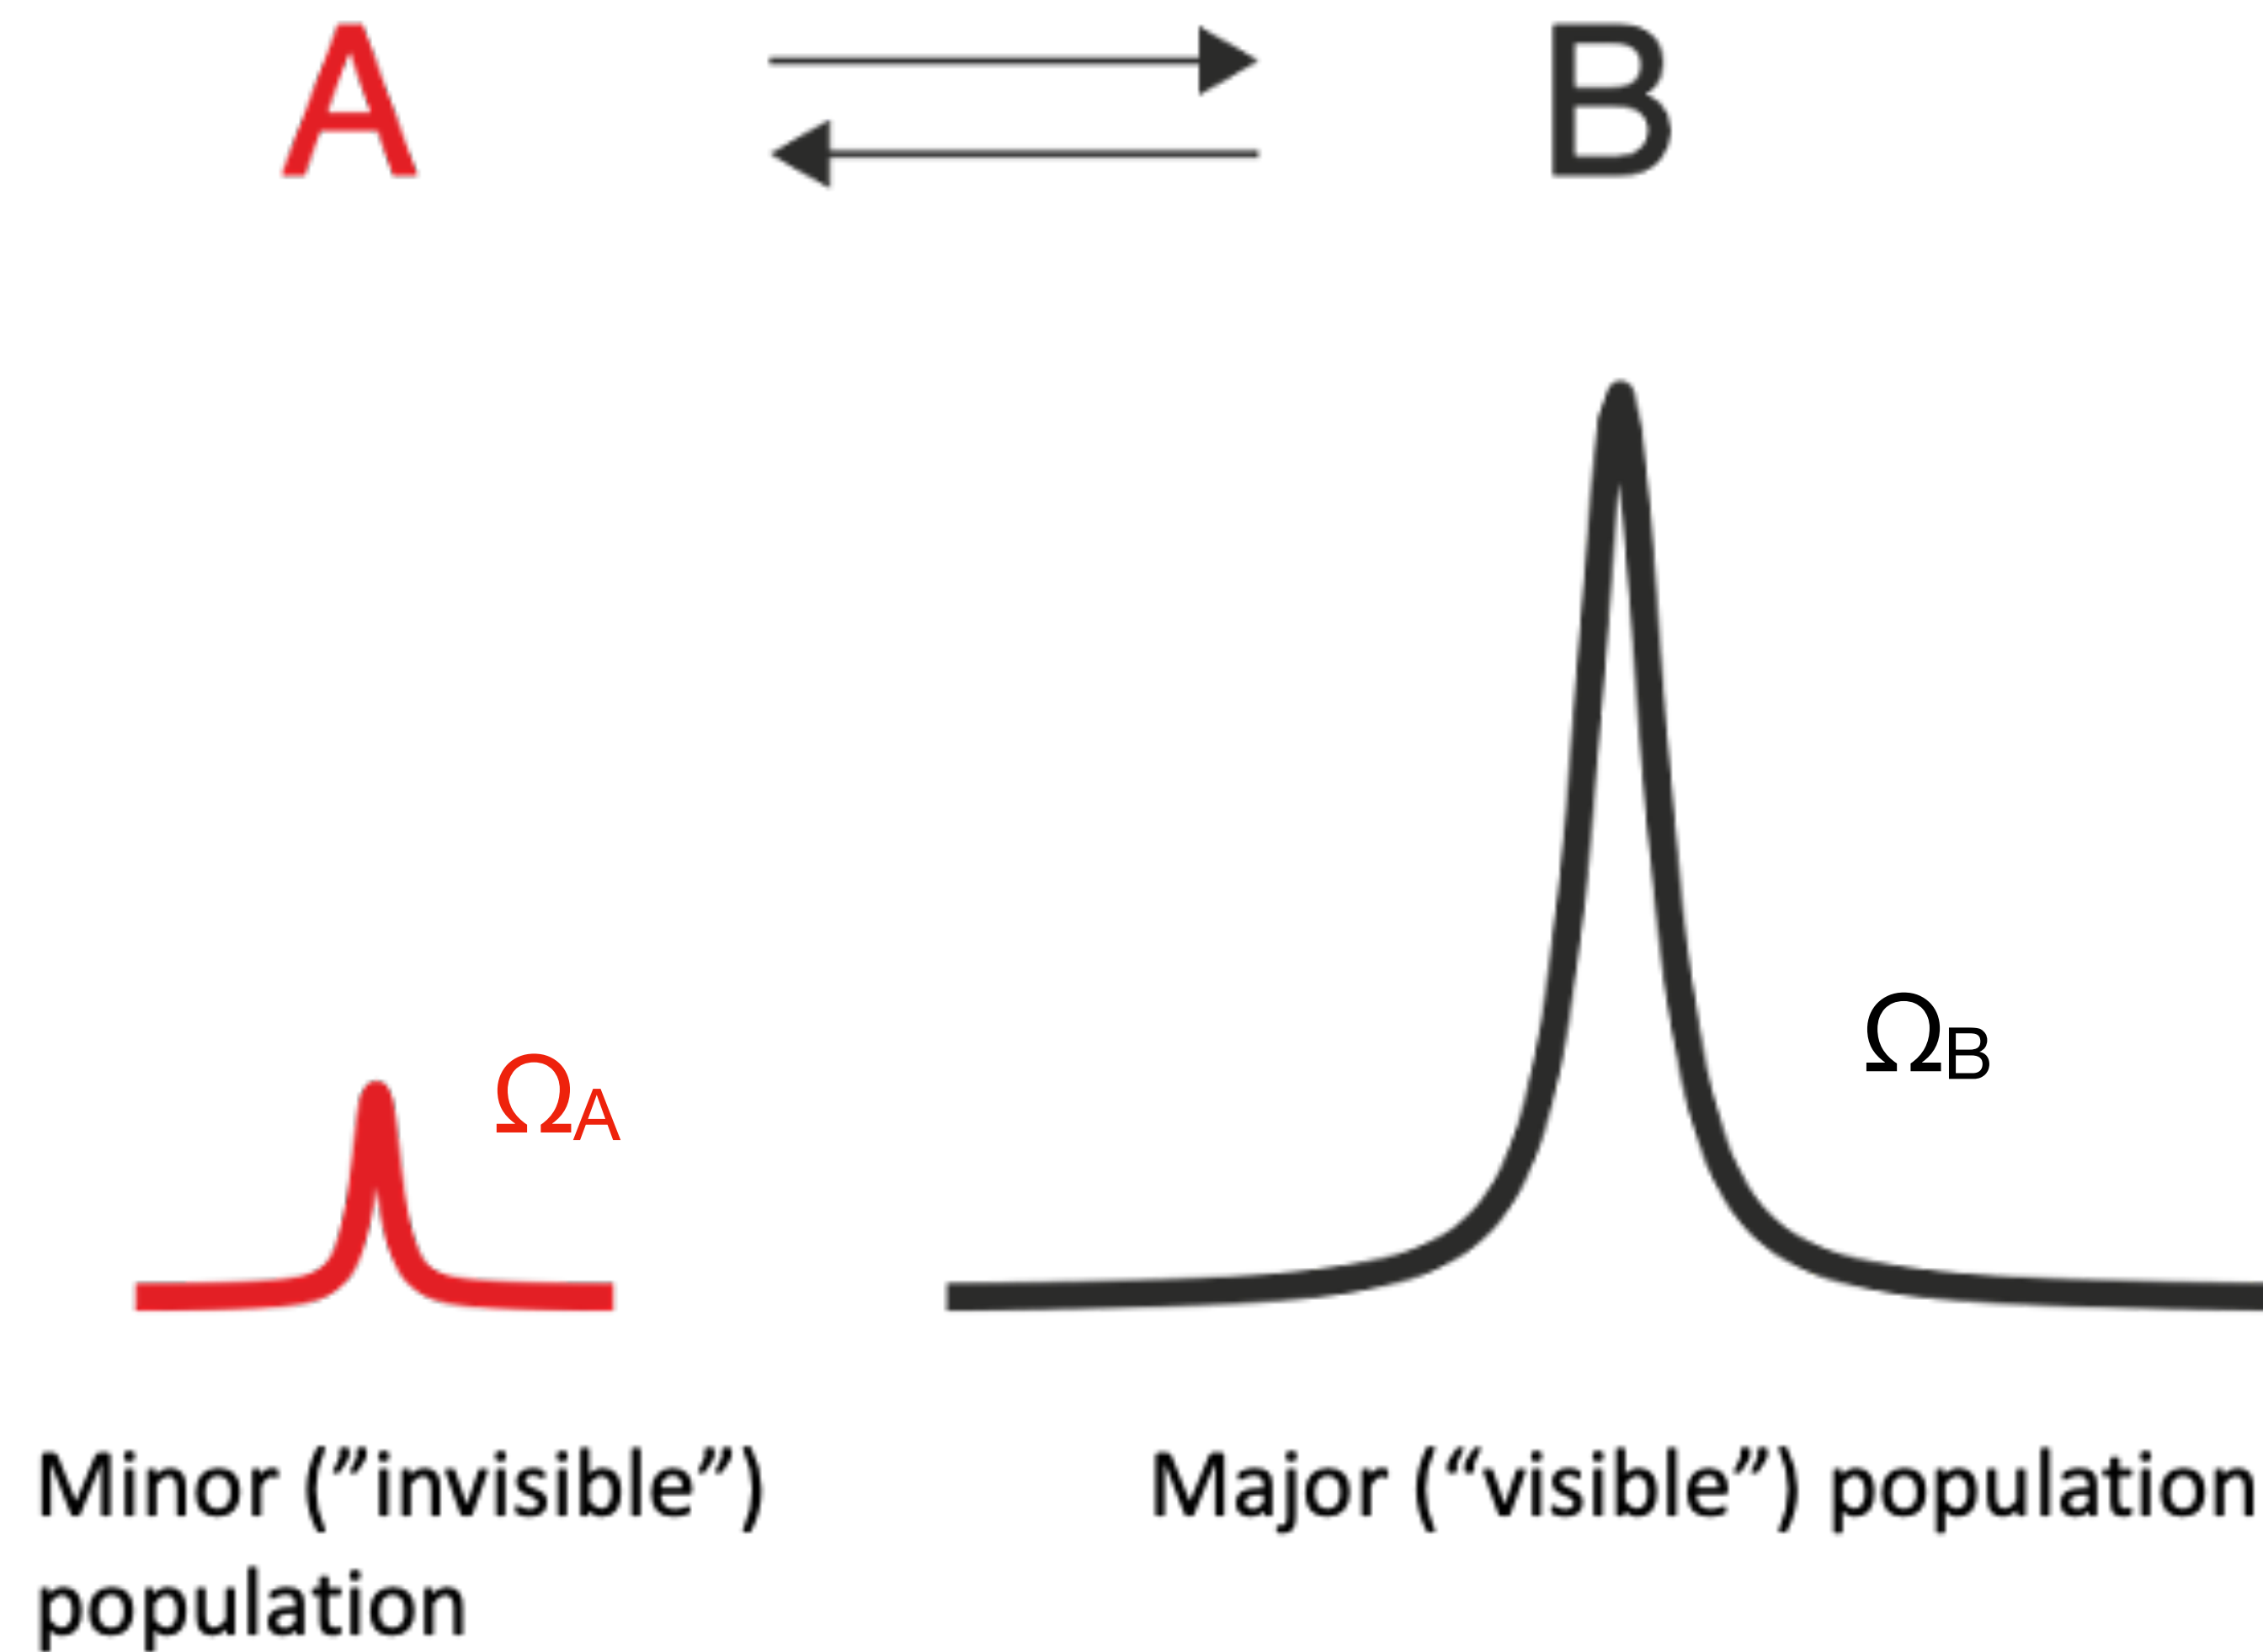 A
B
ΩA
ΩB
Minor (”invisible”)
population
Major (“visible”) population